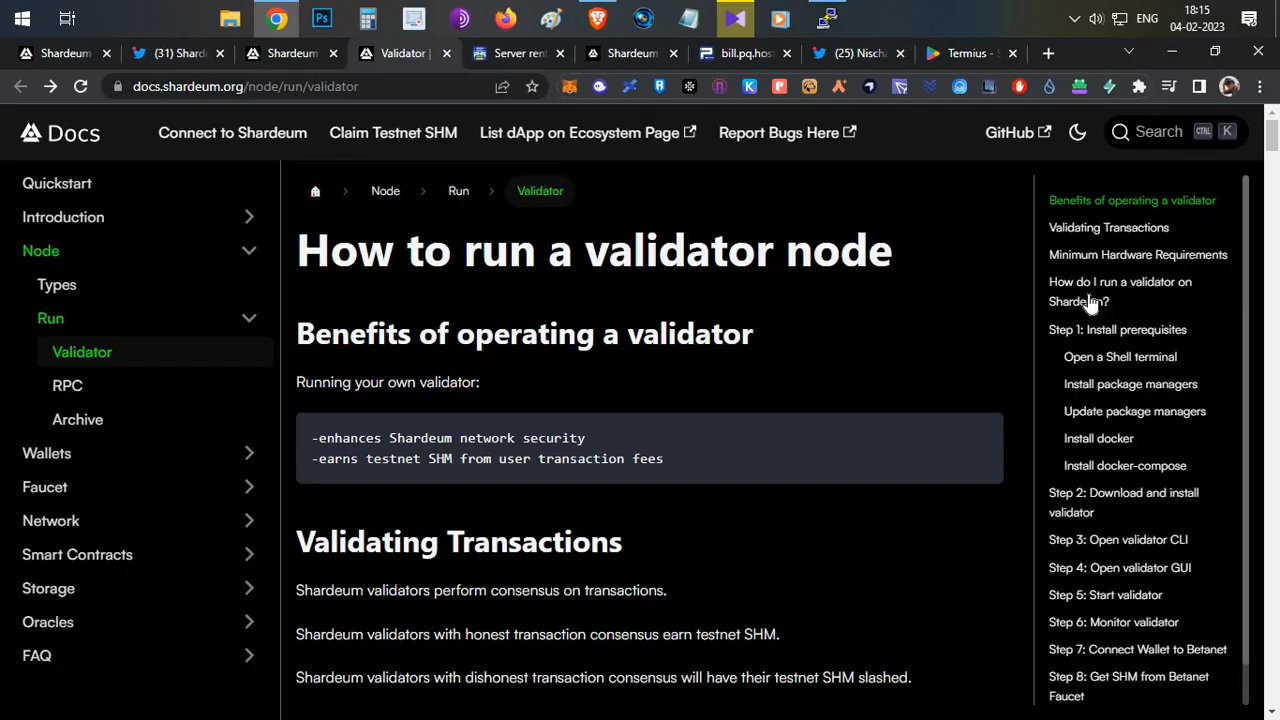 18:15
ENG
04-02-2023
Shardeum
(31) Shard
Shardeum
Validator |
Server rent
Shardeum
bill.pq.hos
(25) Nisch
Termius - S
docs.shardeum.org/node/run/validator
Docs
Connect to Shardeum
Claim Testnet SHM
List dApp on Ecosystem Page
Report Bugs Here
GitHub
Search
CTRL
K
Quickstart
Introduction
Node
Types
Run
Validator
RPC
Archive
Wallets
Faucet
Network
Smart Contracts
Storage
Oracles
FAQ
Node
Run
Validator
How to run a validator node
Benefits of operating a validator
Running your own validator:
-enhances Shardeum network security
-earns testnet SHM from user transaction fees
Validating Transactions
Shardeum validators perform consensus on transactions.
Shardeum validators with honest transaction consensus earn testnet SHM.
Shardeum validators with dishonest transaction consensus will have their testnet SHM slashed.
Benefits of operating a validator
Validating Transactions
Minimum Hardware Requirements
How do I run a validator on
Shardeum?
Step 1: Install prerequisites
Open a Shell terminal
Install package managers
Update package managers
Install docker
Install docker-compose
Step 2: Download and install
validator
Step 3: Open validator CLI
Step 4: Open validator GUI
Step 5: Start validator
Step 6: Monitor validator
Step 7: Connect Wallet to Betanet
Step 8: Get SHM from Betanet
Faucet